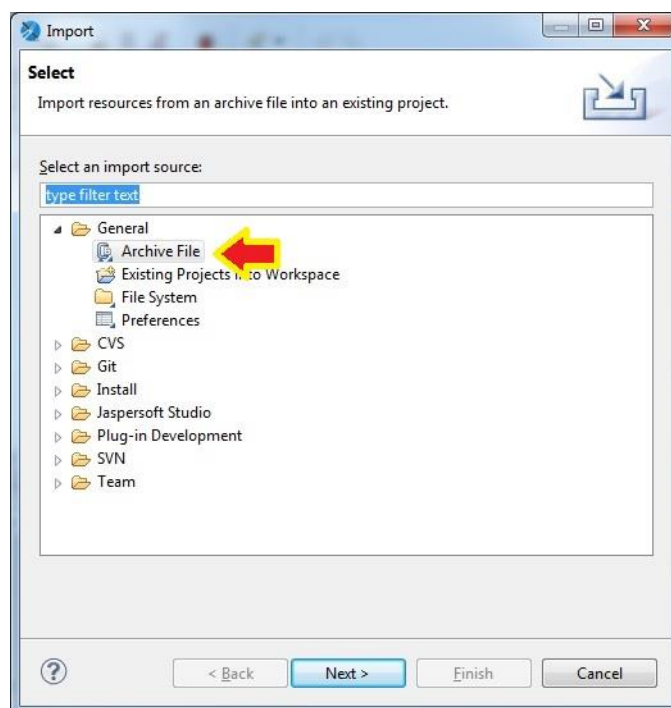 Import
Select
Import resources from an archive file into an existing project.
Select an import source:
type filter text
General
Archive File
Existing Projects into Workspace
File System
Preferences
CVS
Git
Install
Jaspersoft Studio
Plug-in Development
SVN
Team
?
< Back
Next >
Finish
Cancel